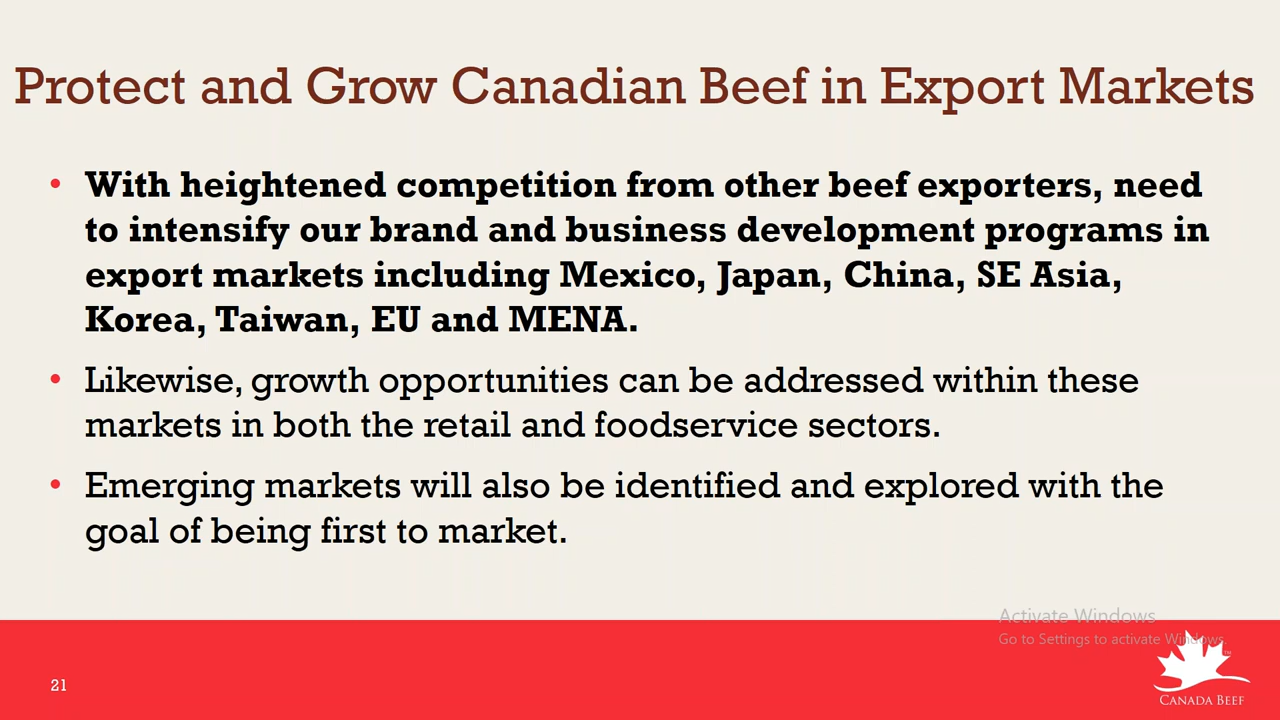 Protect and Grow Canadian Beef in Export Markets
• With heightened competition from other beef exporters, need
to intensify our brand and business development programs in
export markets including Mexico, Japan, China, SE Asia,
Korea, Taiwan, EU and MENA.
• Likewise, growth opportunities can be addressed within these
markets in both the retail and foodservice sectors.
• Emerging markets will also be identified and explored with the
goal of being first to market.
Activate Windows
Go to Settings to activate Windows.
21
TM
CANADA BEEF